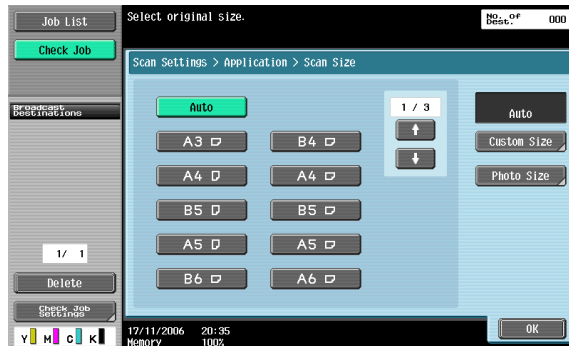 Job List
Select original size.
No. of
Dest.
000
Check Job
Scan Settings > Application > Scan Size
Broadcast
Destinations
Auto
1 / 3
Auto
A3
B4
Custom Size
A4
A4
Photo Size
B5
B5
A5
A5
1/ 1
B6
A6
Delete
Check Job
Settings
17/11/2006 20:35
OK
Y M C K
Memory 100%